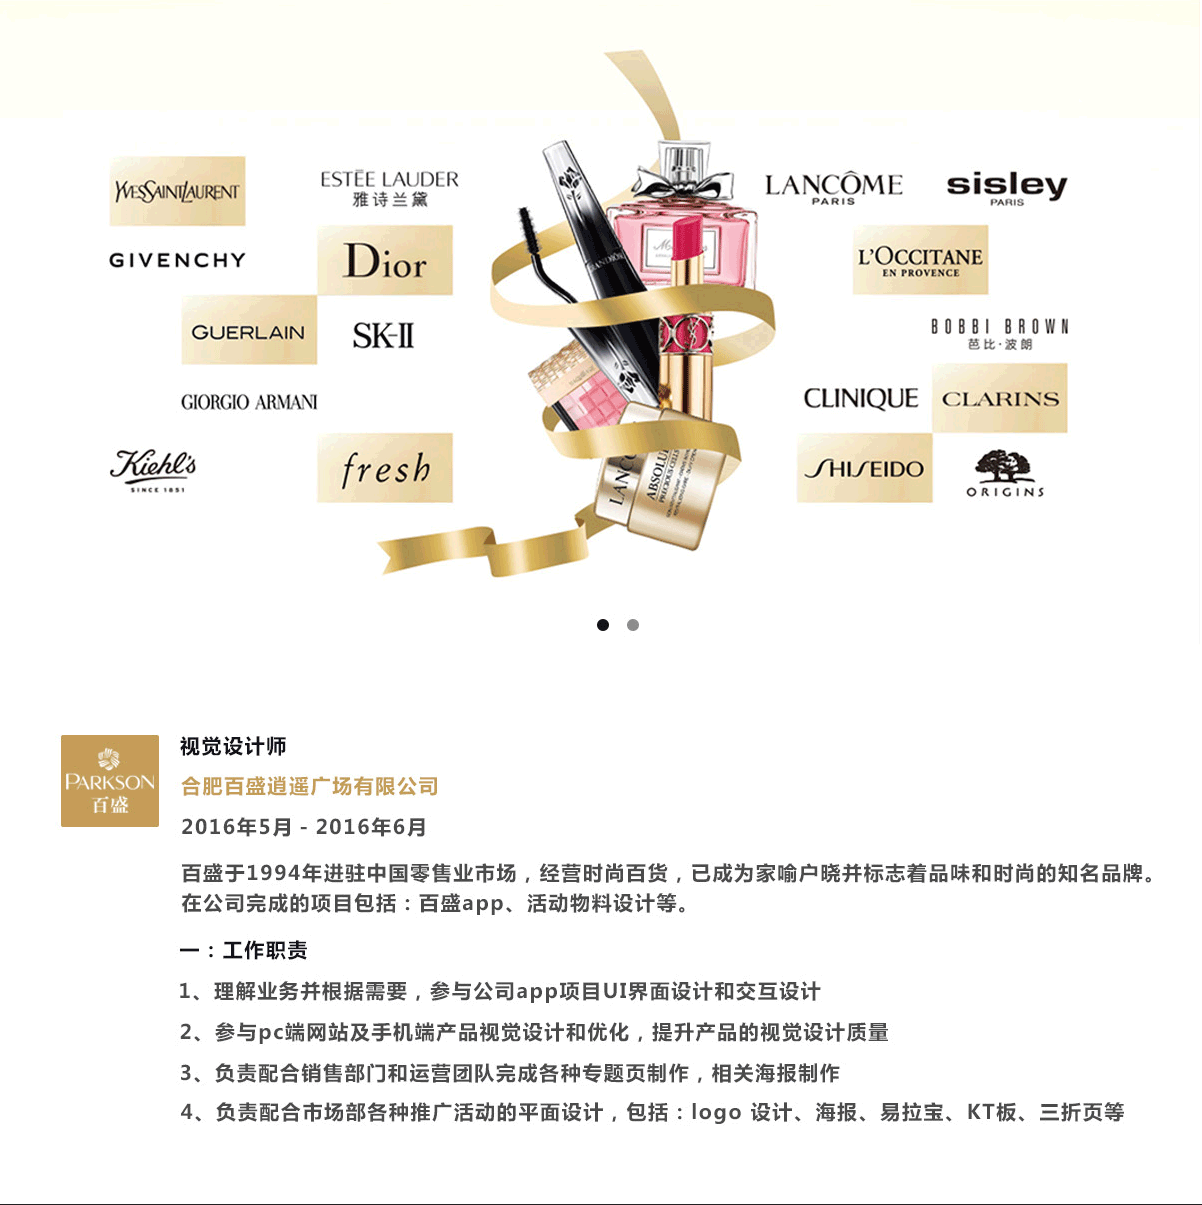 YVESSAINTLAURENT
ESTĒE LAUDER
雅诗兰黛
LANCÔME
PARIS
sisley
PARIS
GIVENCHY
Dior
L'OCCITANE
EN PROVENCE
GUERLAIN
SK-II
BOBBI BROWN
芭比·波朗
GIORGIO ARMANI
CLINIQUE
CLARINS
Kiehl's
SINCE 1851
fresh
SHISEIDO
ORIGINS
ABSOLU
PRECIOUS CELLS
PARKSON
百盛
视觉设计师
合肥百盛逍遥广场有限公司
2016年5月 - 2016年6月
百盛于1994年进驻中国零售业市场，经营时尚百货，已成为家喻户晓并标志着品味和时尚的知名品牌。
在公司完成的项目包括：百盛app、活动物料设计等。
一：工作职责
1、理解业务并根据需要，参与公司app项目UI界面设计和交互设计
2、参与pc端网站及手机端产品视觉设计和优化，提升产品的视觉设计质量
3、负责配合销售部门和运营团队完成各种专题页制作，相关海报制作
4、负责配合市场部各种推广活动的平面设计，包括：logo 设计、海报、易拉宝、KT板、三折页等